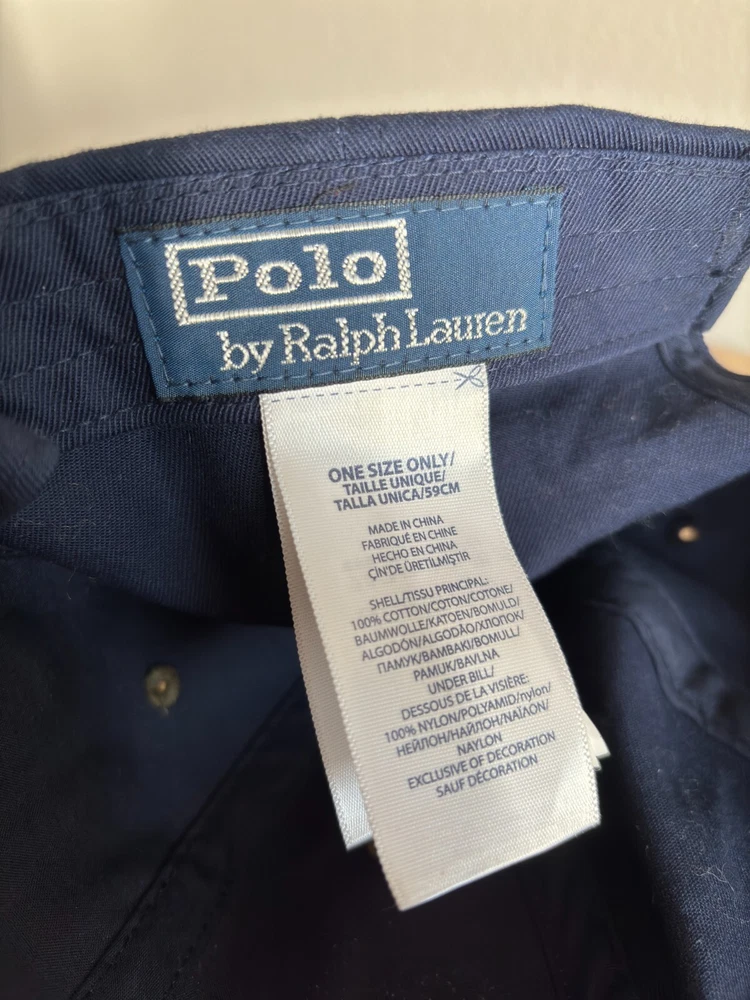 Polo
by Ralph Lauren
ONE SIZE ONLY/
TAILLE UNIQUE/
TALLA UNICA/59CM
MADE IN CHINA
FABRIQUÉ EN CHINE
HECHO EN CHINA
ÇİN'DE ÜRETİLMİŞTİR
SHELL/TISSU PRINCIPAL:
100% COTTON/COTON/COTONE/
BAUMWOLLE/KATOEN/BOMULD/
ALGODÓN/ALGODÃO/ХЛОПОК/
ПАМУК/BAMBAKI/BOMULL/
PAMUK/BAVLNA
UNDER BILL/
DESSOUS DE LA VISIÈRE:
100% NYLON/POLYAMID/nylon/
НЕЙЛОН/НАЙЛОН/ΝΑΪΛΟΝ/
NAYLON
EXCLUSIVE OF DECORATION
SAUF DÉCORATION